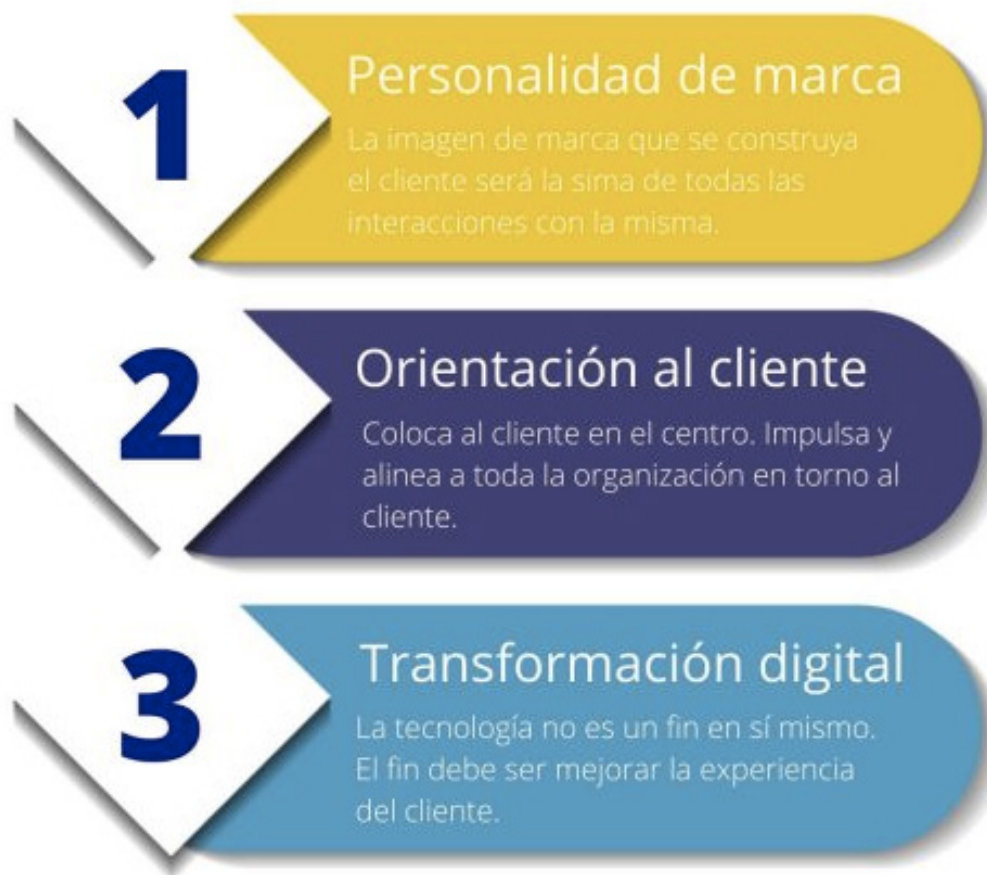 1
Personalidad de marca
La imagen de marca que se construya
el cliente será la sima de todas las
interacciones con la misma.
2
Orientación al cliente
Coloca al cliente en el centro. Impulsa y
alinea a toda la organización en torno al
cliente.
3
Transformación digital
La tecnología no es un fin en sí mismo.
El fin debe ser mejorar la experiencia
del cliente.